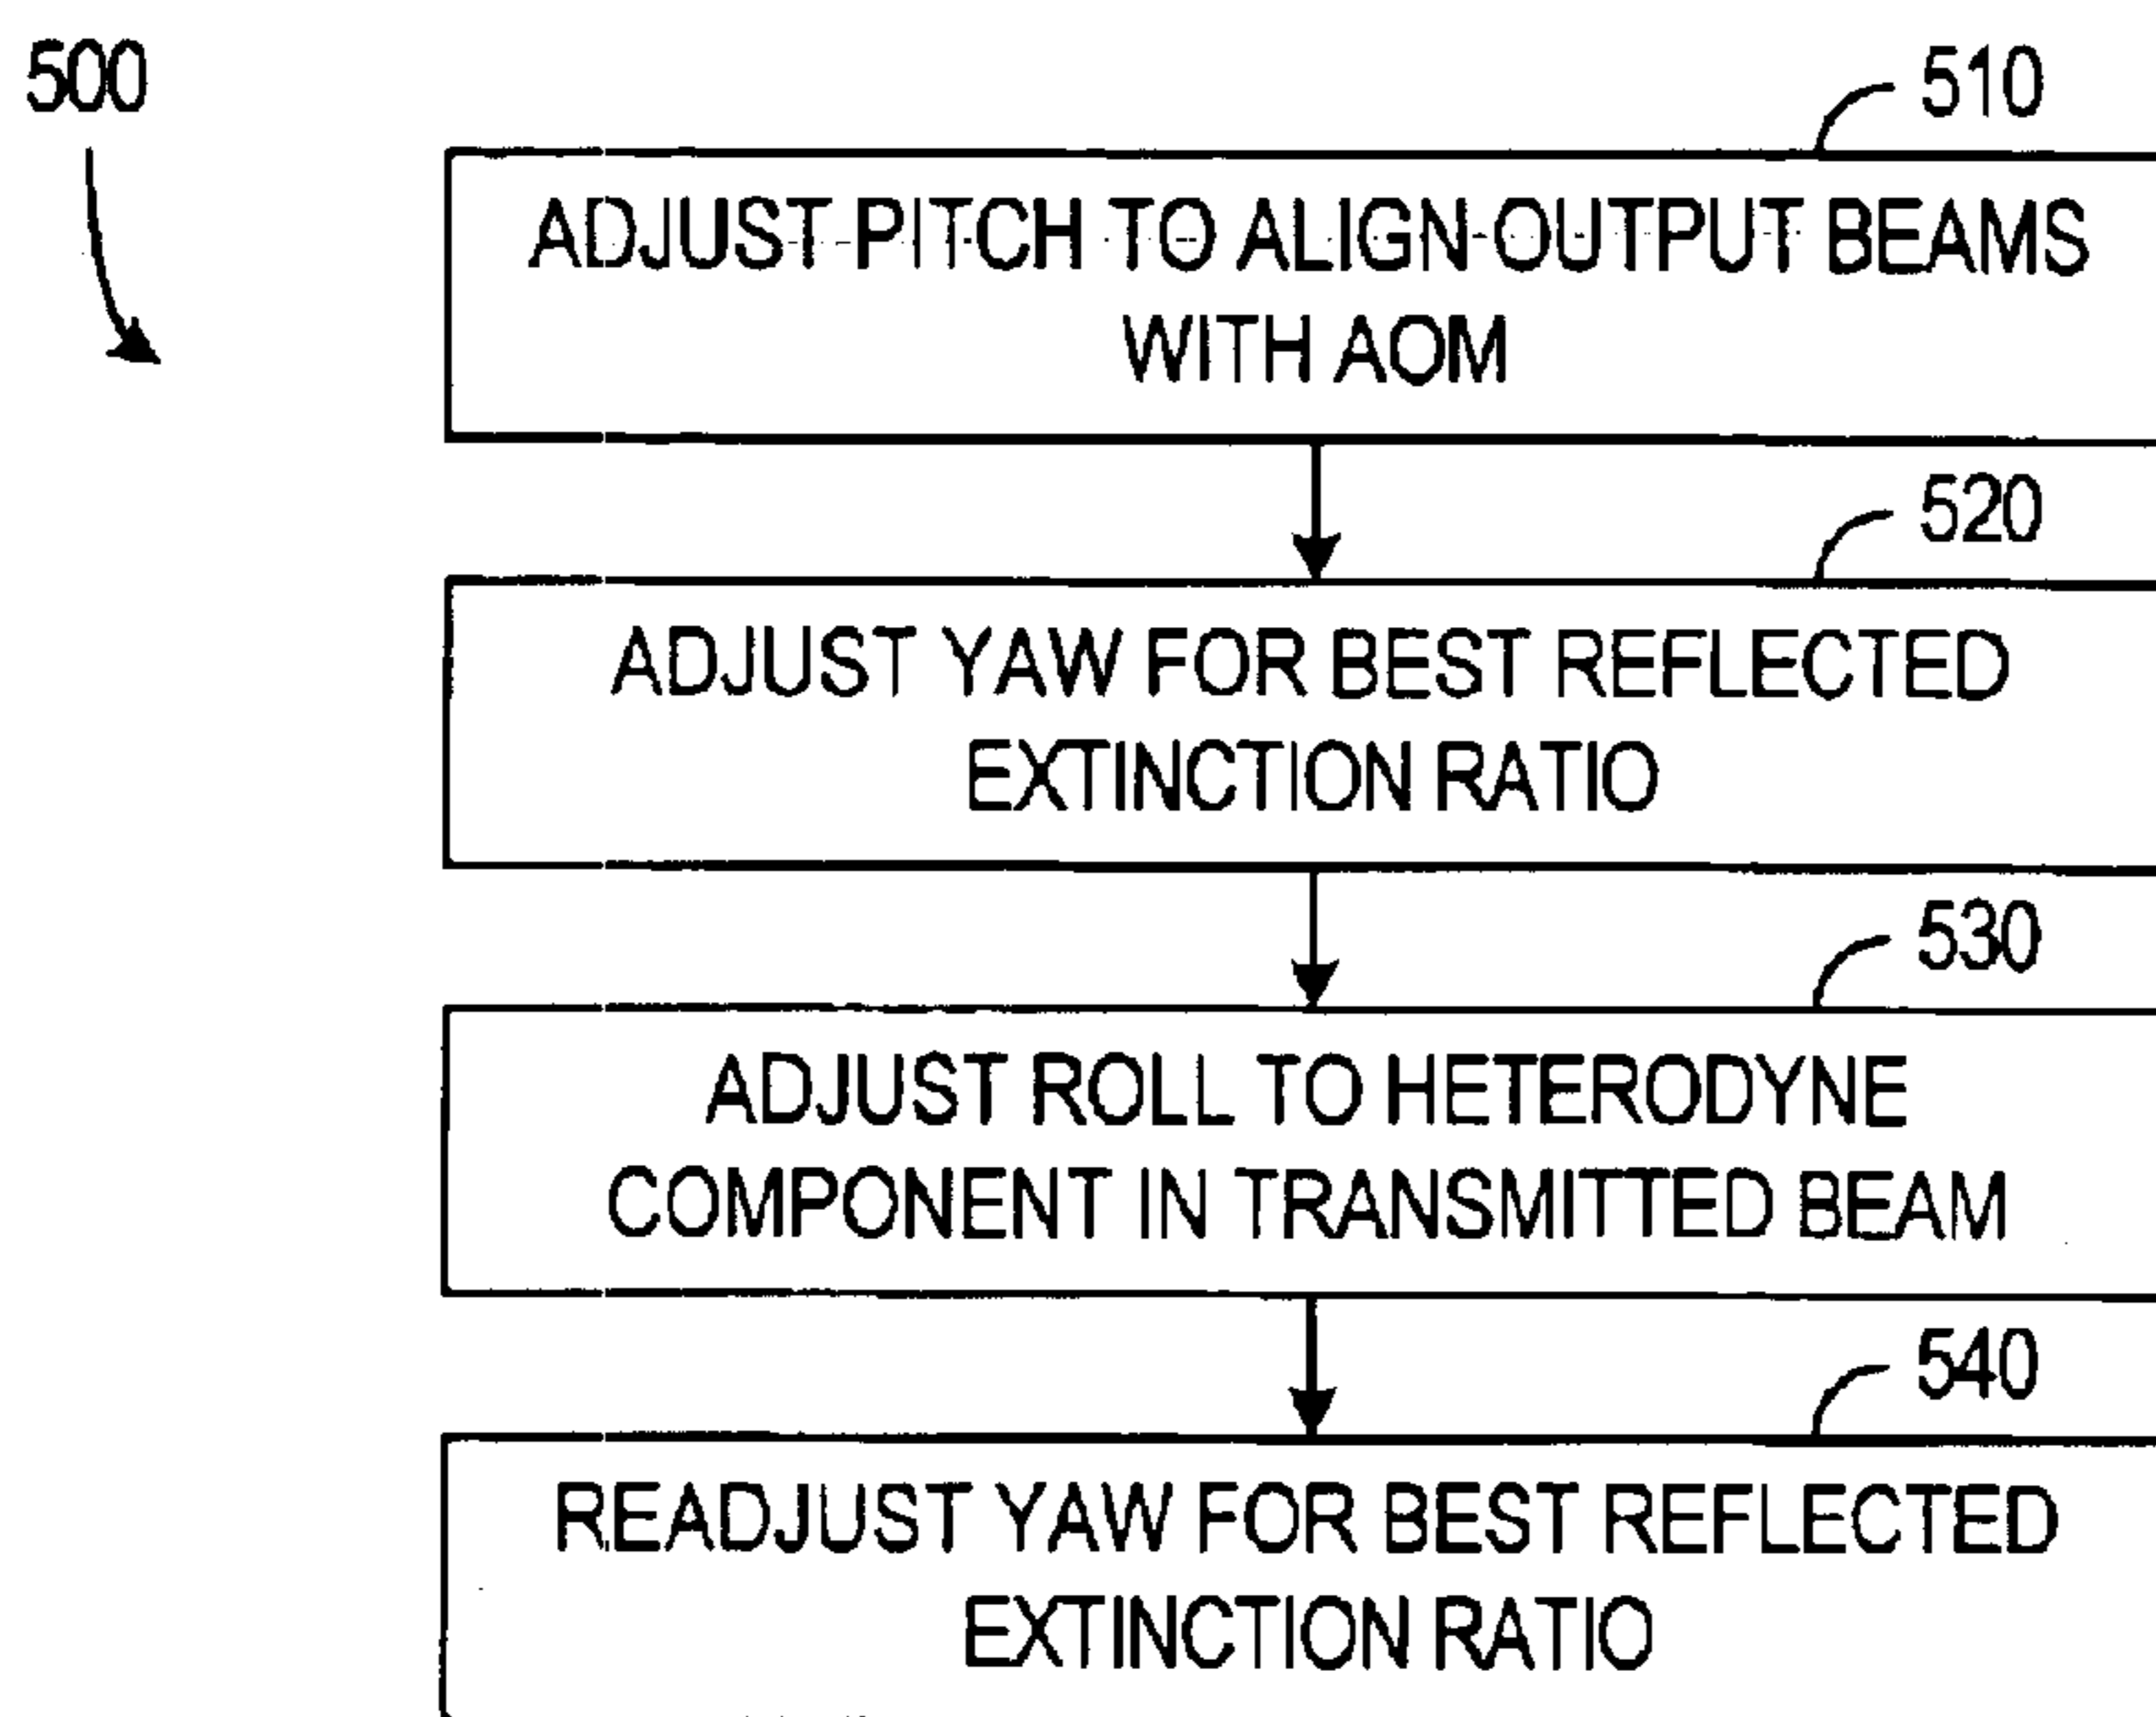 500
510
ADJUST PITCH TO ALIGN OUTPUT BEAMS
WITH AOM
520
ADJUST YAW FOR BEST REFLECTED
EXTINCTION RATIO
530
ADJUST ROLL TO HETERODYNE
COMPONENT IN TRANSMITTED BEAM
540
READJUST YAW FOR BEST REFLECTED
EXTINCTION RATIO